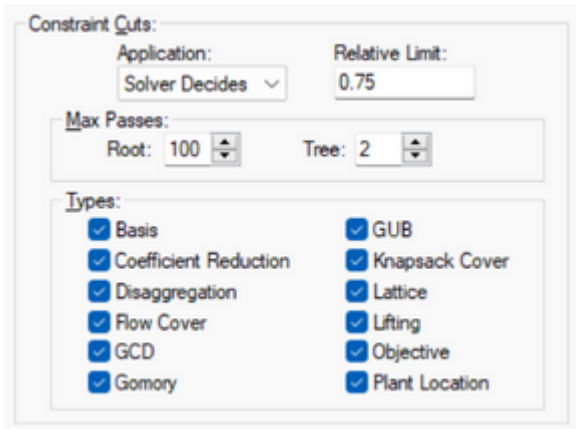 Constraint Cuts:
Application: Relative Limit:
Solver Decides 0.75
Max Passes:
Root: 100 Tree: 2
Types:
Basis GUB
Coefficient Reduction Knapsack Cover
Disaggregation Lattice
Flow Cover Lifting
GCD Objective
Gomory Plant Location